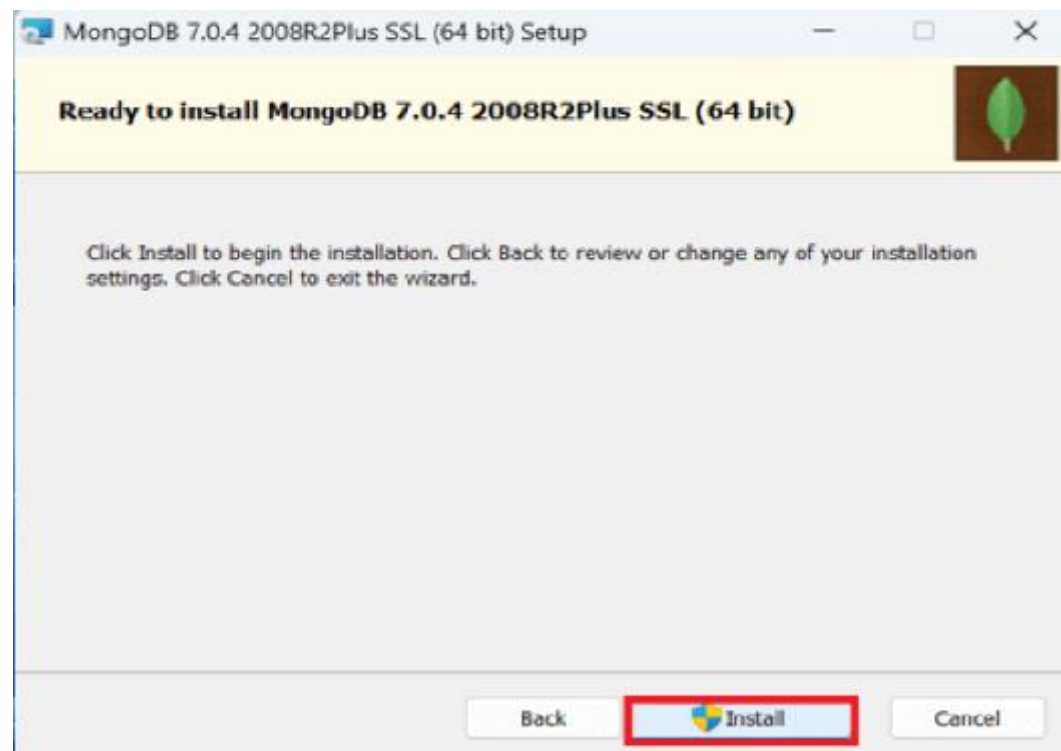 MongoDB 7.0.4 2008R2Plus SSL (64 bit) Setup
Ready to install MongoDB 7.0.4 2008R2Plus SSL (64 bit)
Click Install to begin the installation. Click Back to review or change any of your installation
settings. Click Cancel to exit the wizard.
Back
Install
Cancel